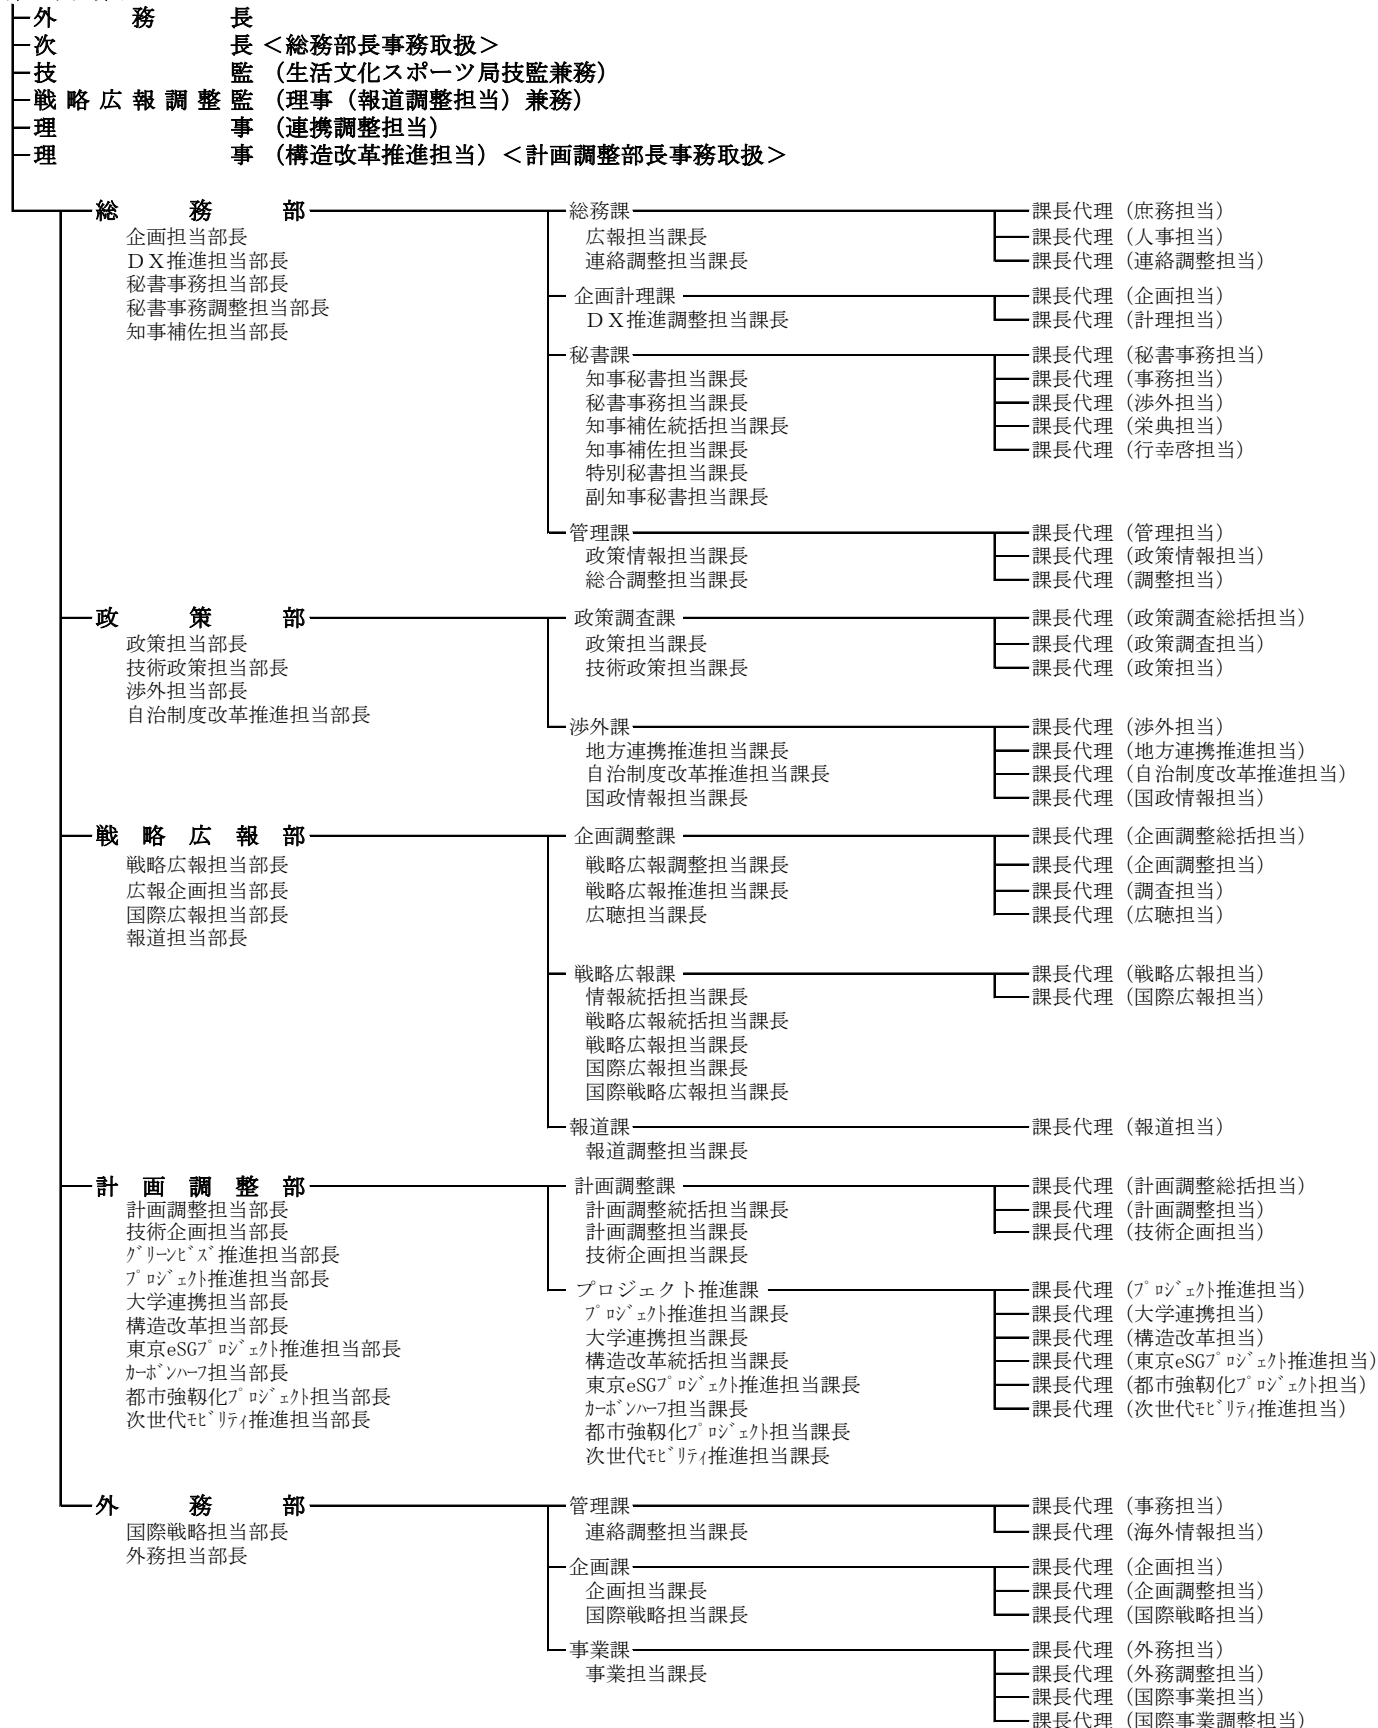 外務長
次長＜総務部長事務取扱＞
技監（生活文化スポーツ局技監兼務）
戦略広報調整監（理事（報道調整担当）兼務）
理事（連携調整担当）
理事（構造改革推進担当）＜計画調整部長事務取扱＞
総務部 総務課 課長代理（庶務担当）
企画担当部長 広報担当課長 課長代理（人事担当）
ＤＸ推進担当部長 連絡調整担当課長 課長代理（連絡調整担当）
秘書事務担当部長 企画計理課 課長代理（企画担当）
秘書事務調整担当部長 ＤＸ推進調整担当課長 課長代理（計理担当）
知事補佐担当部長
秘書課 課長代理（秘書事務担当）
知事秘書担当課長 課長代理（事務担当）
秘書事務担当課長 課長代理（渉外担当）
知事補佐統括担当課長 課長代理（栄典担当）
知事補佐担当課長 課長代理（行幸啓担当）
特別秘書担当課長
副知事秘書担当課長
管理課 課長代理（管理担当）
政策情報担当課長 課長代理（政策情報担当）
総合調整担当課長 課長代理（調整担当）
政策部 政策調査課 課長代理（政策調査総括担当）
政策担当部長 政策担当課長 課長代理（政策調査担当）
技術政策担当部長 技術政策担当課長 課長代理（政策担当）
渉外担当部長
自治制度改革推進担当部長
渉外課 課長代理（渉外担当）
地方連携推進担当課長 課長代理（地方連携推進担当）
自治制度改革推進担当課長 課長代理（自治制度改革推進担当）
国政情報担当課長 課長代理（国政情報担当）
戦略広報部 企画調整課 課長代理（企画調整総括担当）
戦略広報担当部長 戦略広報調整担当課長 課長代理（企画調整担当）
広報企画担当部長 戦略広報推進担当課長 課長代理（調査担当）
国際広報担当部長 広聴担当課長 課長代理（広聴担当）
報道担当部長
戦略広報課 課長代理（戦略広報担当）
情報統括担当課長 課長代理（国際広報担当）
戦略広報統括担当課長
戦略広報担当課長
国際広報担当課長
国際戦略広報担当課長
報道課 課長代理（報道担当）
報道調整担当課長
計画調整部 計画調整課 課長代理（計画調整総括担当）
計画調整担当部長 計画調整統括担当課長 課長代理（計画調整担当）
技術企画担当部長 計画調整担当課長 課長代理（技術企画担当）
ｸﾞﾘｰﾝﾋﾞｽﾞ推進担当部長 技術企画担当課長
ﾌﾟﾛｼﾞｪｸﾄ推進担当部長 プロジェクト推進課 課長代理（ﾌﾟﾛｼﾞｪｸﾄ推進担当）
大学連携担当部長 ﾌﾟﾛｼﾞｪｸﾄ推進担当課長 課長代理（大学連携担当）
構造改革担当部長 大学連携担当課長 課長代理（構造改革担当）
東京eSGﾌﾟﾛｼﾞｪｸﾄ推進担当部長 構造改革統括担当課長 課長代理（東京eSGﾌﾟﾛｼﾞｪｸﾄ推進担当）
ｶｰﾎﾞﾝﾊｰﾌ担当部長 東京eSGﾌﾟﾛｼﾞｪｸﾄ推進担当課長 課長代理（都市強靱化ﾌﾟﾛｼﾞｪｸﾄ担当）
都市強靱化ﾌﾟﾛｼﾞｪｸﾄ担当部長 ｶｰﾎﾞﾝﾊｰﾌ担当課長 課長代理（次世代ﾓﾋﾞﾘﾃｨ推進担当）
次世代ﾓﾋﾞﾘﾃｨ推進担当部長 都市強靱化ﾌﾟﾛｼﾞｪｸﾄ担当課長
次世代ﾓﾋﾞﾘﾃｨ推進担当課長
外務部 管理課 課長代理（事務担当）
国際戦略担当部長 連絡調整担当課長 課長代理（海外情報担当）
外務担当部長
企画課 課長代理（企画担当）
企画担当課長 課長代理（企画調整担当）
国際戦略担当課長 課長代理（国際戦略担当）
事業課 課長代理（外務担当）
事業担当課長 課長代理（外務調整担当）
課長代理（国際事業担当）
課長代理（国際事業調整担当）